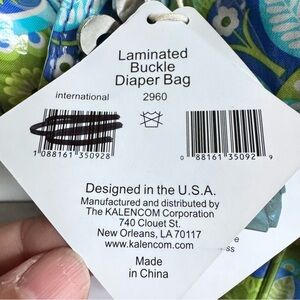 Laminated
Buckle
Diaper Bag
international 2960
1 088161 350928
0 88161 35092 9
Designed in the U.S.A.
Manufactured and distributed by
The KALENCOM Corporation
740 Clouet St.
New Orleans, LA 70117
www.kalencom.com
Made
in China